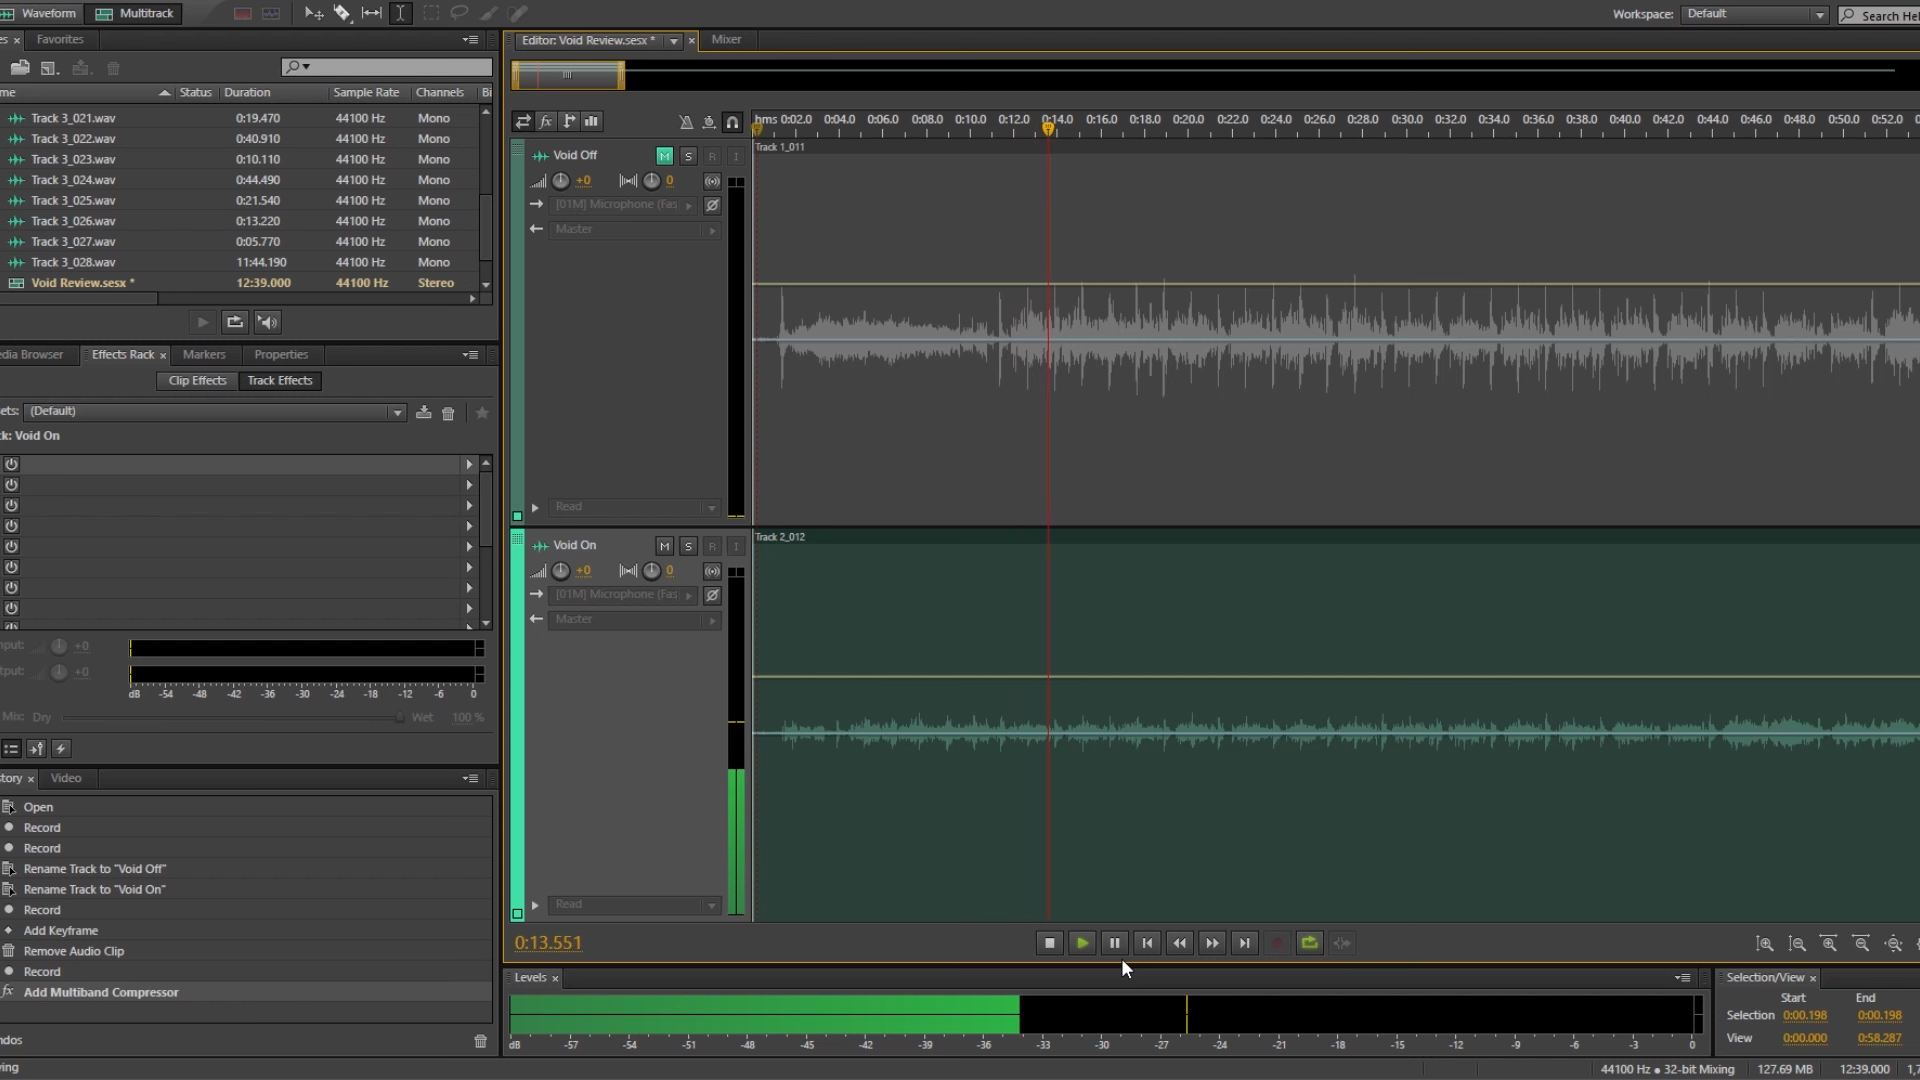 Waveform Multitrack Workspace: Default Search Hel
es × Favorites Editor: Void Review.sesx * × Mixer
me Status Duration Sample Rate Channels Bi
Track 3_021.wav 0:19.470 44100 Hz Mono
Track 3_022.wav 0:40.910 44100 Hz Mono
Track 3_023.wav 0:10.110 44100 Hz Mono
Track 3_024.wav 0:44.490 44100 Hz Mono
Track 3_025.wav 0:21.540 44100 Hz Mono
Track 3_026.wav 0:13.220 44100 Hz Mono
Track 3_027.wav 0:05.770 44100 Hz Mono
Track 3_028.wav 11:44.190 44100 Hz Mono
Void Review.sesx * 12:39.000 44100 Hz Stereo
edia Browser Effects Rack × Markers Properties
Clip Effects Track Effects
ets: (Default)
ck: Void On
nput: +0
tput: +0
dB -54 -48 -42 -36 -30 -24 -18 -12 -6 0
Mix: Dry Wet 100 %
story × Video
Open
Record
Record
Rename Track to "Void Off"
Rename Track to "Void On"
Record
Add Keyframe
Remove Audio Clip
Record
fx Add Multiband Compressor
ndos
ying
fx
hms 0:02.0 0:04.0 0:06.0 0:08.0 0:10.0 0:12.0 0:14.0 0:16.0 0:18.0 0:20.0 0:22.0 0:24.0 0:26.0 0:28.0 0:30.0 0:32.0 0:34.0 0:36.0 0:38.0 0:40.0 0:42.0 0:44.0 0:46.0 0:48.0 0:50.0 0:52.0
Void Off M S R I
+0 0
[01M] Microphone (Fas
Master
Read
Track 1_011
Void On M S R I
+0 0
[01M] Microphone (Fas
Master
Read
Track 2_012
0:13.551
Levels ×
dB -57 -54 -51 -48 -45 -42 -39 -36 -33 -30 -27 -24 -21 -18 -15 -12 -9 -6 -3 0
Selection/View ×
Start End
Selection 0:00.198 0:00.198
View 0:00.000 0:58.287
44100 Hz ● 32-bit Mixing 127.69 MB 12:39.000 1,7